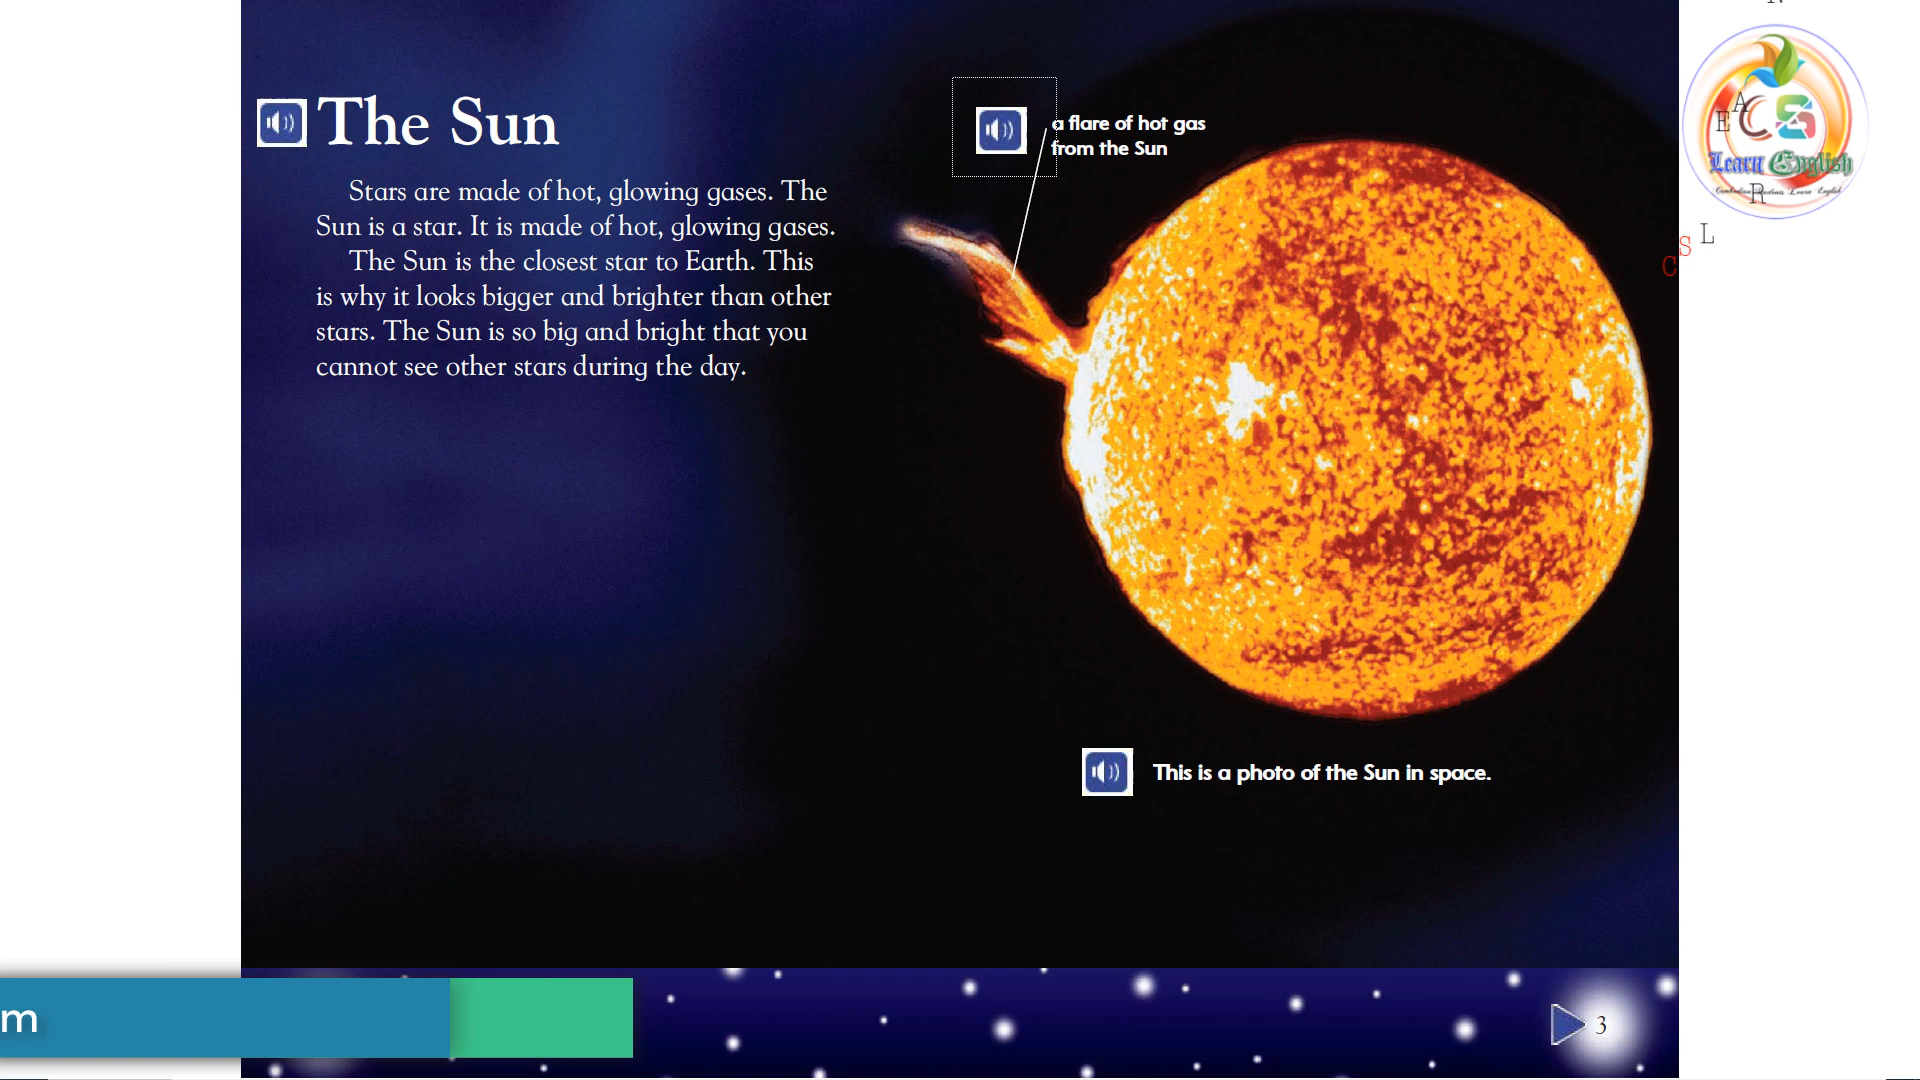 The Sun
Stars are made of hot, glowing gases. The
Sun is a star. It is made of hot, glowing gases.
The Sun is the closest star to Earth. This
is why it looks bigger and brighter than other
stars. The Sun is so big and bright that you
cannot see other stars during the day.
a flare of hot gas
from the Sun
This is a photo of the Sun in space.
3
m
CS
Learn English
L
S
C
R
A
E